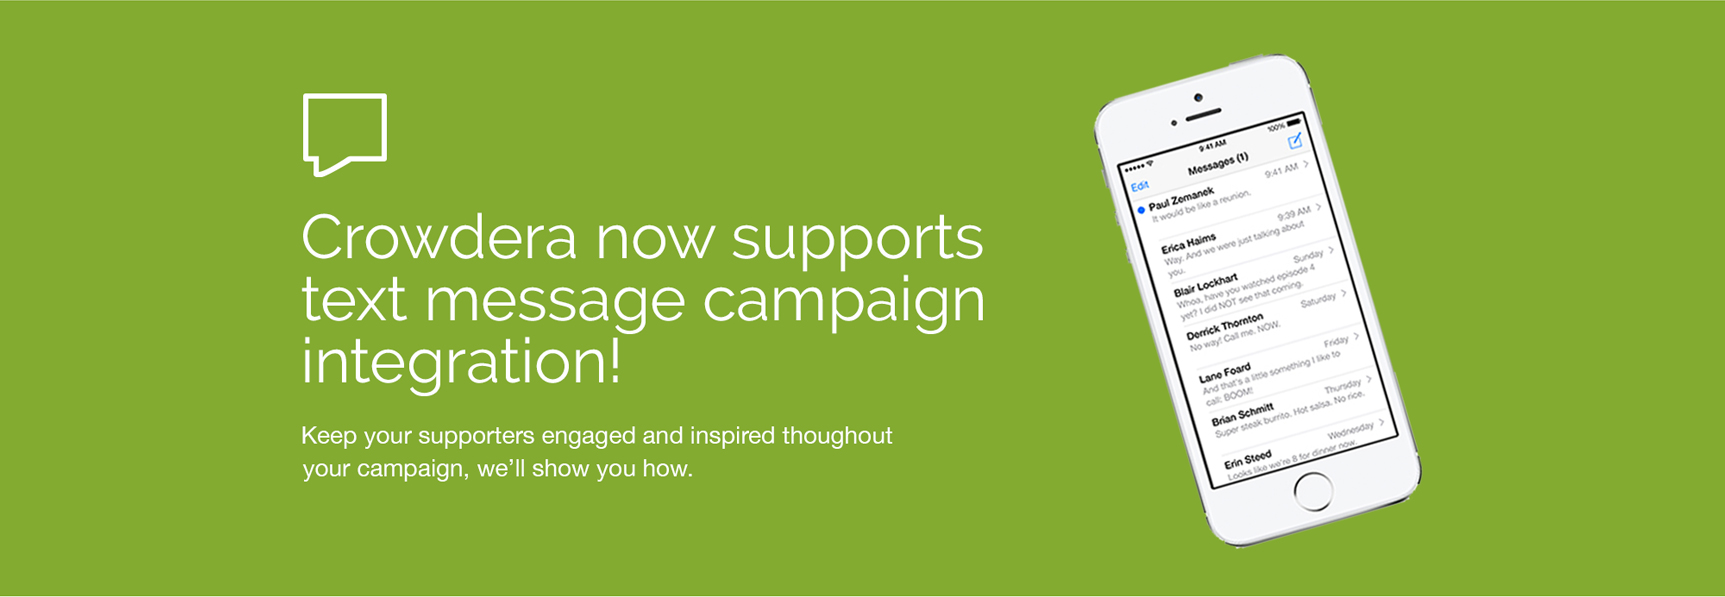 Crowdera now supports
text message campaign
integration!
Keep your supporters engaged and inspired thoughout
your campaign, we'll show you how.
100%
9:41 AM
Edit
Messages (1)
Paul Zemanek
9:41 AM
It would be like a reunion.
Erica Haims
9:39 AM
Way. And we were just talking about
you.
Blair Lockhart
Sunday
Whoa, have you watched episode 4
yet? I did NOT see that coming.
Derrick Thornton
Saturday
No way! Call me. NOW.
Lane Foard
Friday
And that's a little something I like to
call: BOOM!
Brian Schmitt
Thursday
Super steak burrito. Hot salsa. No rice.
Erin Steed
Wednesday
Looks like we're 8 for dinner now.